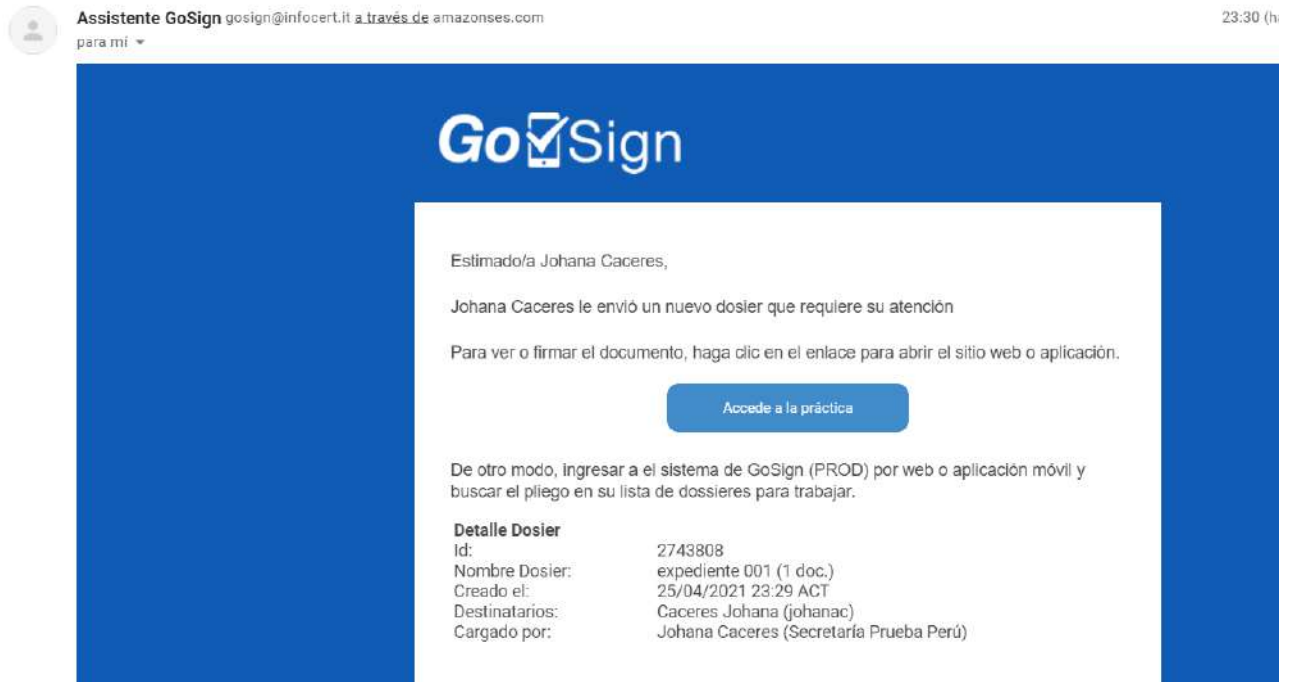 Assistente GoSign gosign@infocert.it a través de amazonses.com
23:30 (h
para mí
Go Sign
Estimado/a Johana Caceres,
Johana Caceres le envió un nuevo dosier que requiere su atención
Para ver o firmar el documento, haga clic en el enlace para abrir el sitio web o aplicación.
Accede a la práctica
De otro modo, ingresar a el sistema de GoSign (PROD) por web o aplicación móvil y
buscar el pliego en su lista de dossieres para trabajar.
Detalle Dosier
Id: 2743808
Nombre Dosier: expediente 001 (1 doc.)
Creado el: 25/04/2021 23:29 ACT
Destinatarios: Caceres Johana (johanac)
Cargado por: Johana Caceres (Secretaría Prueba Perú)